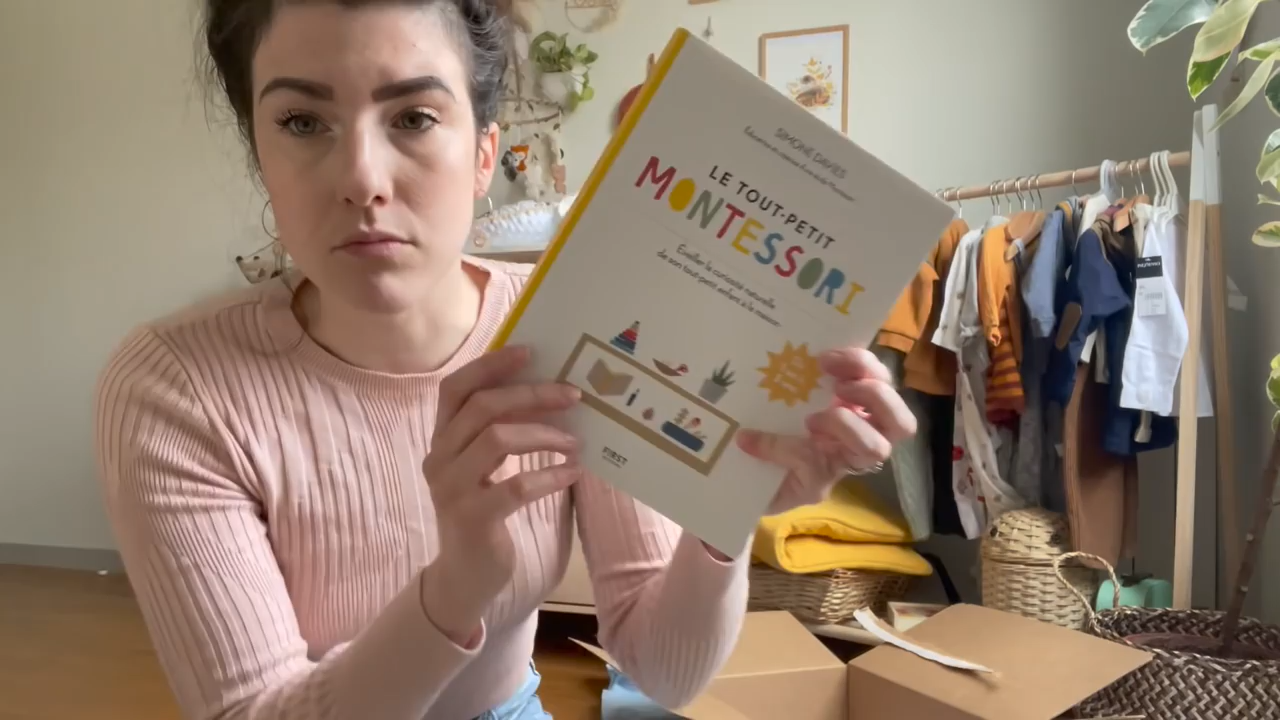 SIMONE DAVIES
LE TOUT-PETIT
MONTESSORI
Éveiller la curiosité naturelle
de son tout-petit enfant à la maison
FIRST